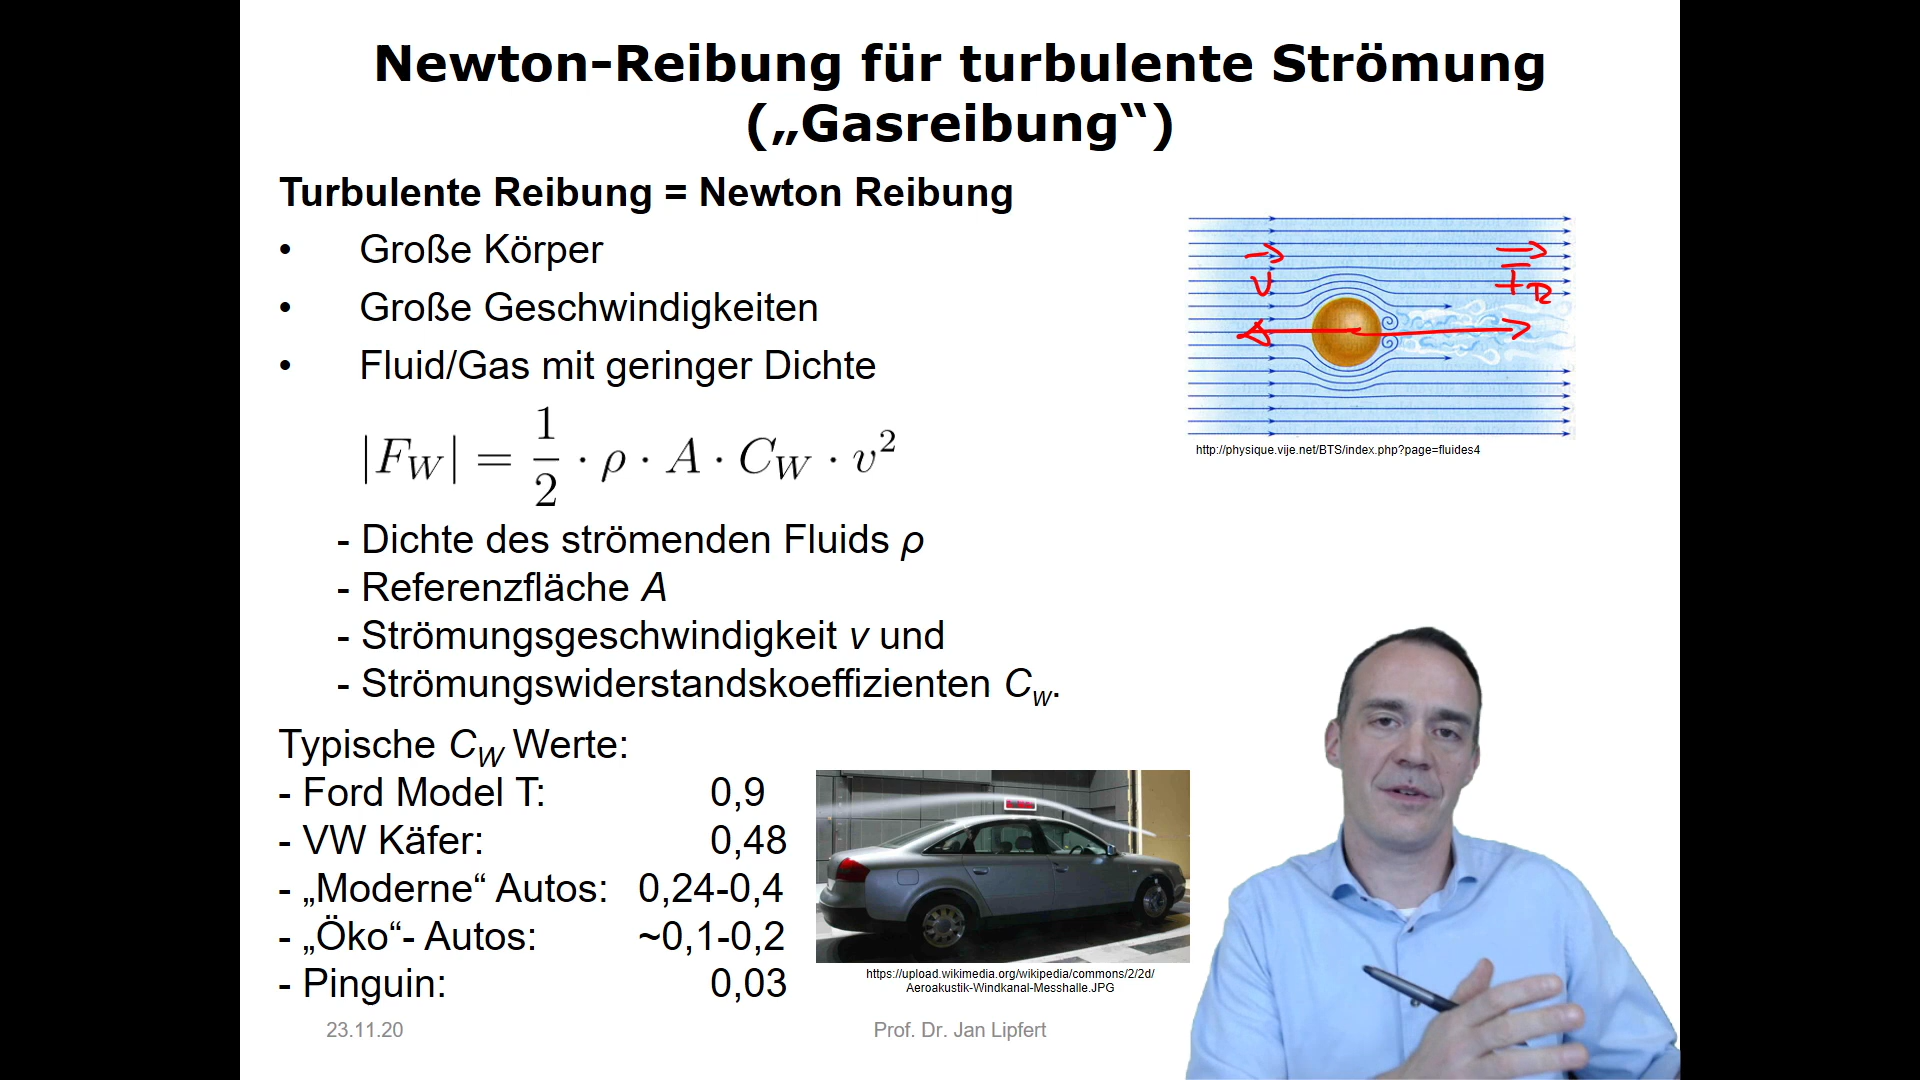 Newton-Reibung für turbulente Strömung
(„Gasreibung“)
Turbulente Reibung = Newton Reibung
• Große Körper
• Große Geschwindigkeiten
• Fluid/Gas mit geringer Dichte
|F_W| = 1/2 · ρ · A · C_W · v²
- Dichte des strömenden Fluids ρ
- Referenzfläche A
- Strömungsgeschwindigkeit v und
- Strömungswiderstandskoeffizienten C_W.
Typische C_W Werte:
- Ford Model T: 0,9
- VW Käfer: 0,48
- „Moderne“ Autos: 0,24-0,4
- „Öko“- Autos: ~0,1-0,2
- Pinguin: 0,03
v
F_R
http://physique.vije.net/BTS/index.php?page=fluides4
https://upload.wikimedia.org/wikipedia/commons/2/2d/
Aeroakustik-Windkanal-Messhalle.JPG
23.11.20
Prof. Dr. Jan Lipfert